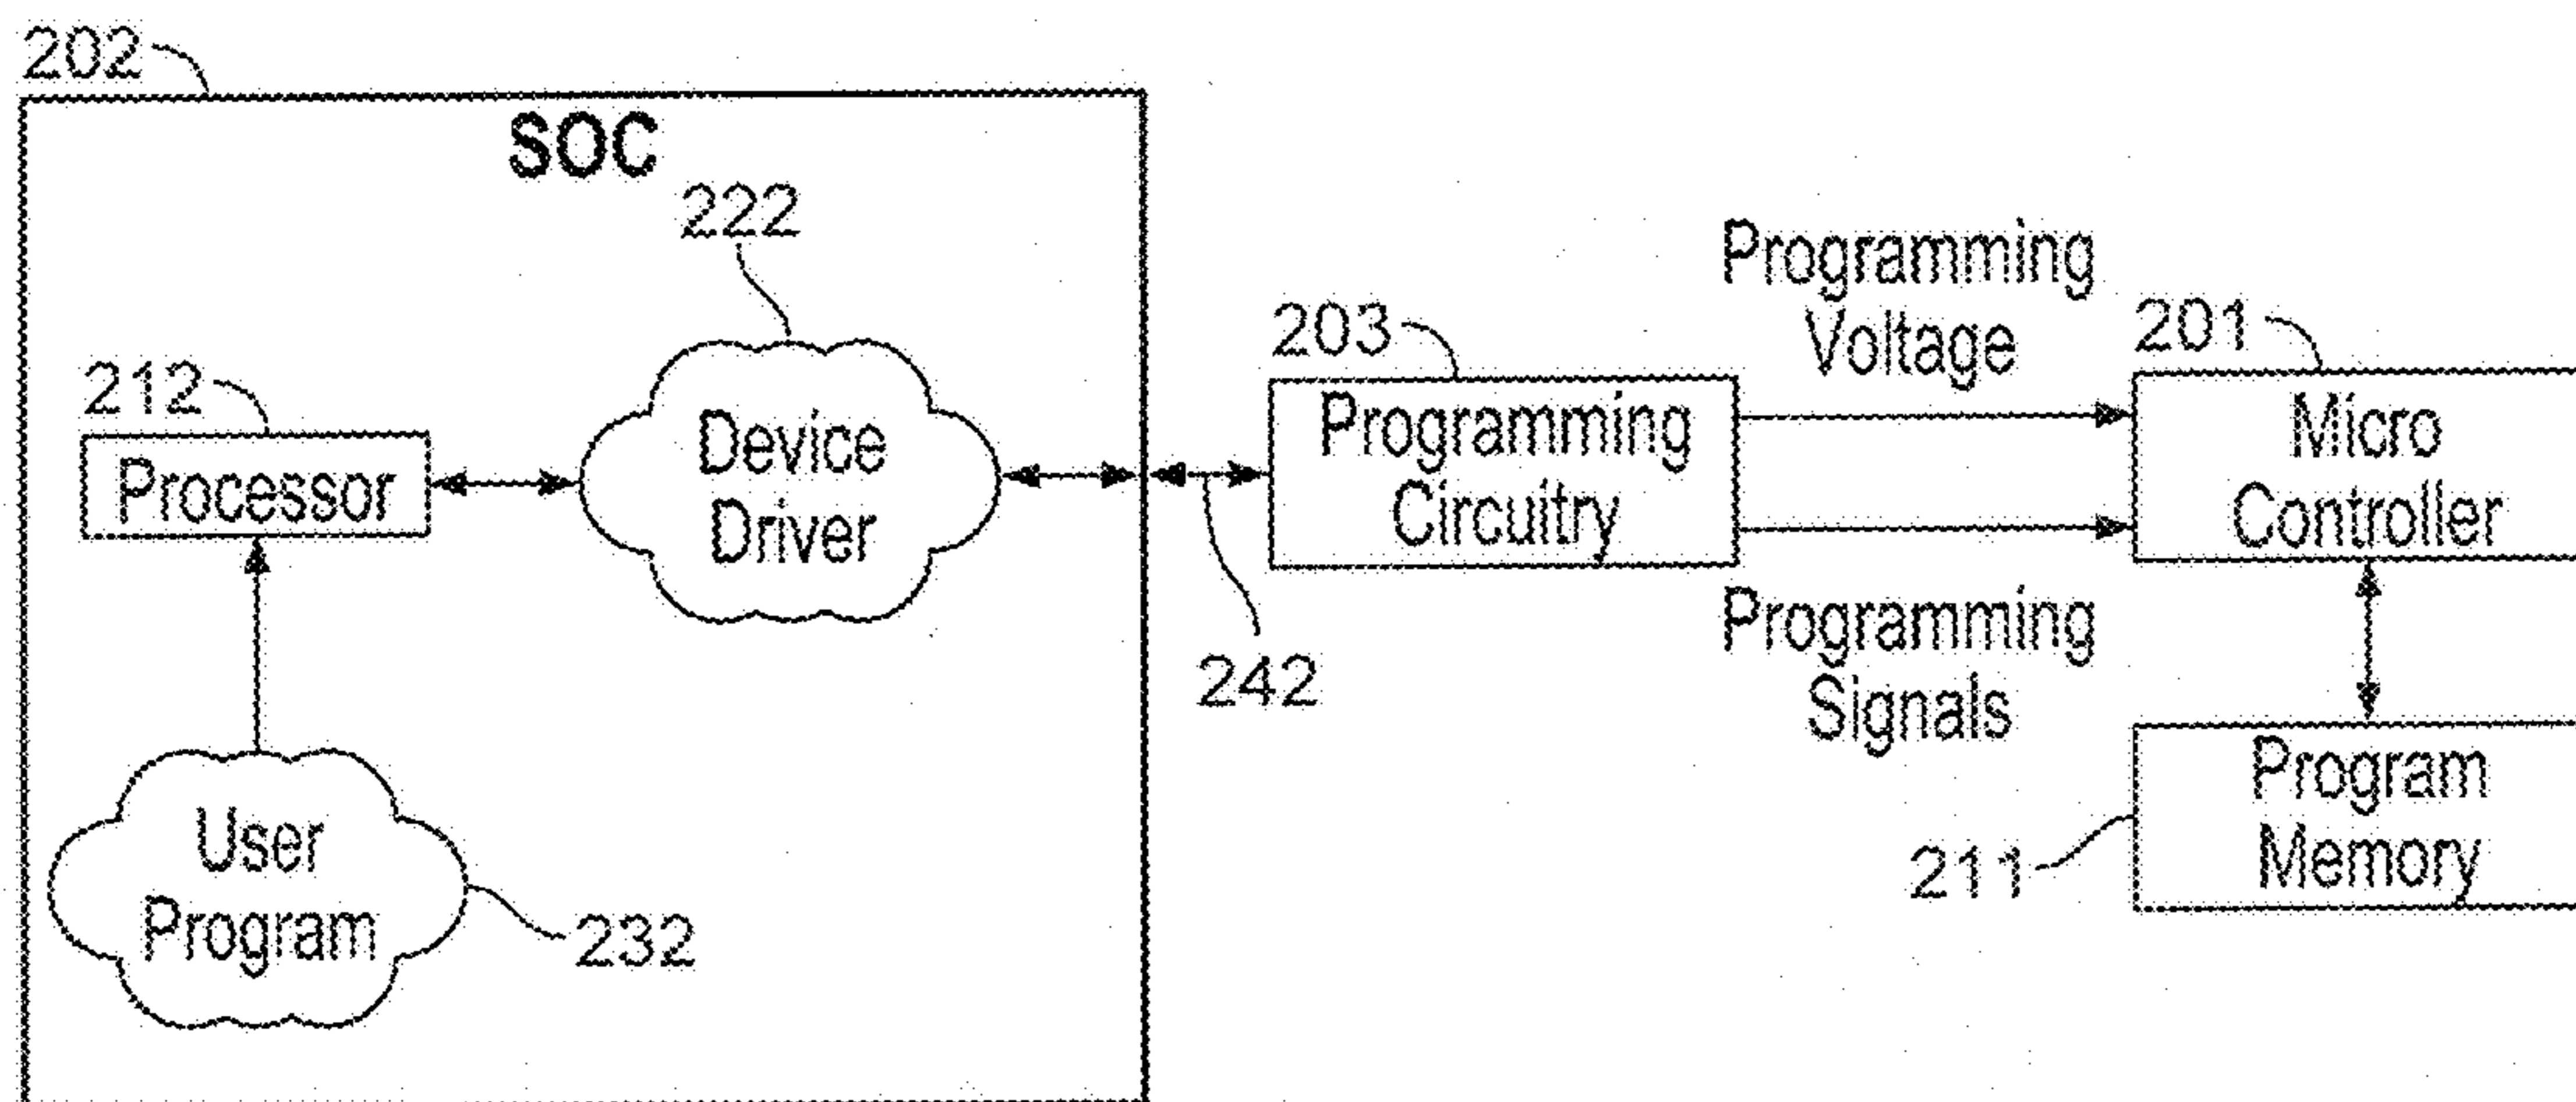 202
SOC
222
212
Processor
Device
Driver
User
Program
232
242
203
Programming
Circuitry
Programming
Voltage
Programming
Signals
201
Micro
Controller
211
Program
Memory